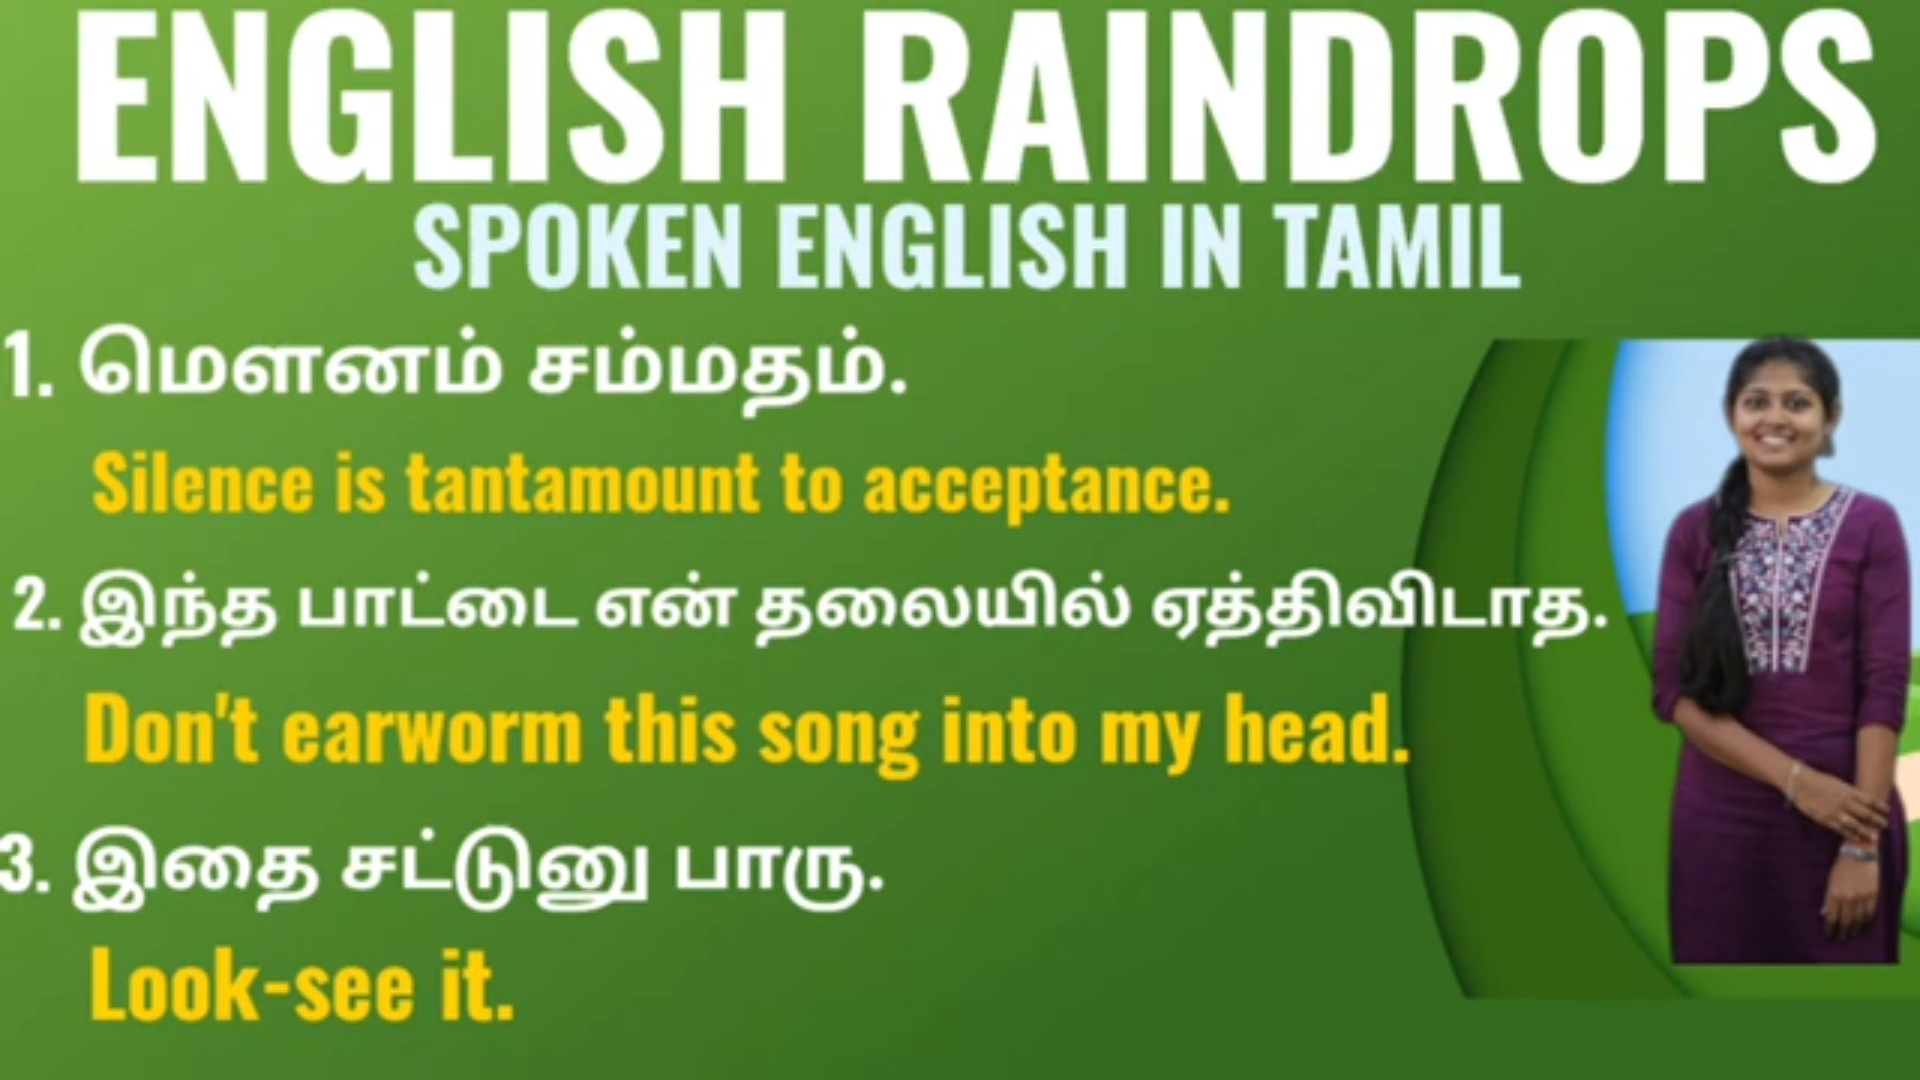 ENGLISH RAINDROPS
SPOKEN ENGLISH IN TAMIL
1. மௌனம் சம்மதம்.
Silence is tantamount to acceptance.
2. இந்த பாட்டை என் தலையில் ஏத்திவிடாத.
Don't earworm this song into my head.
3. இதை சட்டுனு பாரு.
Look-see it.